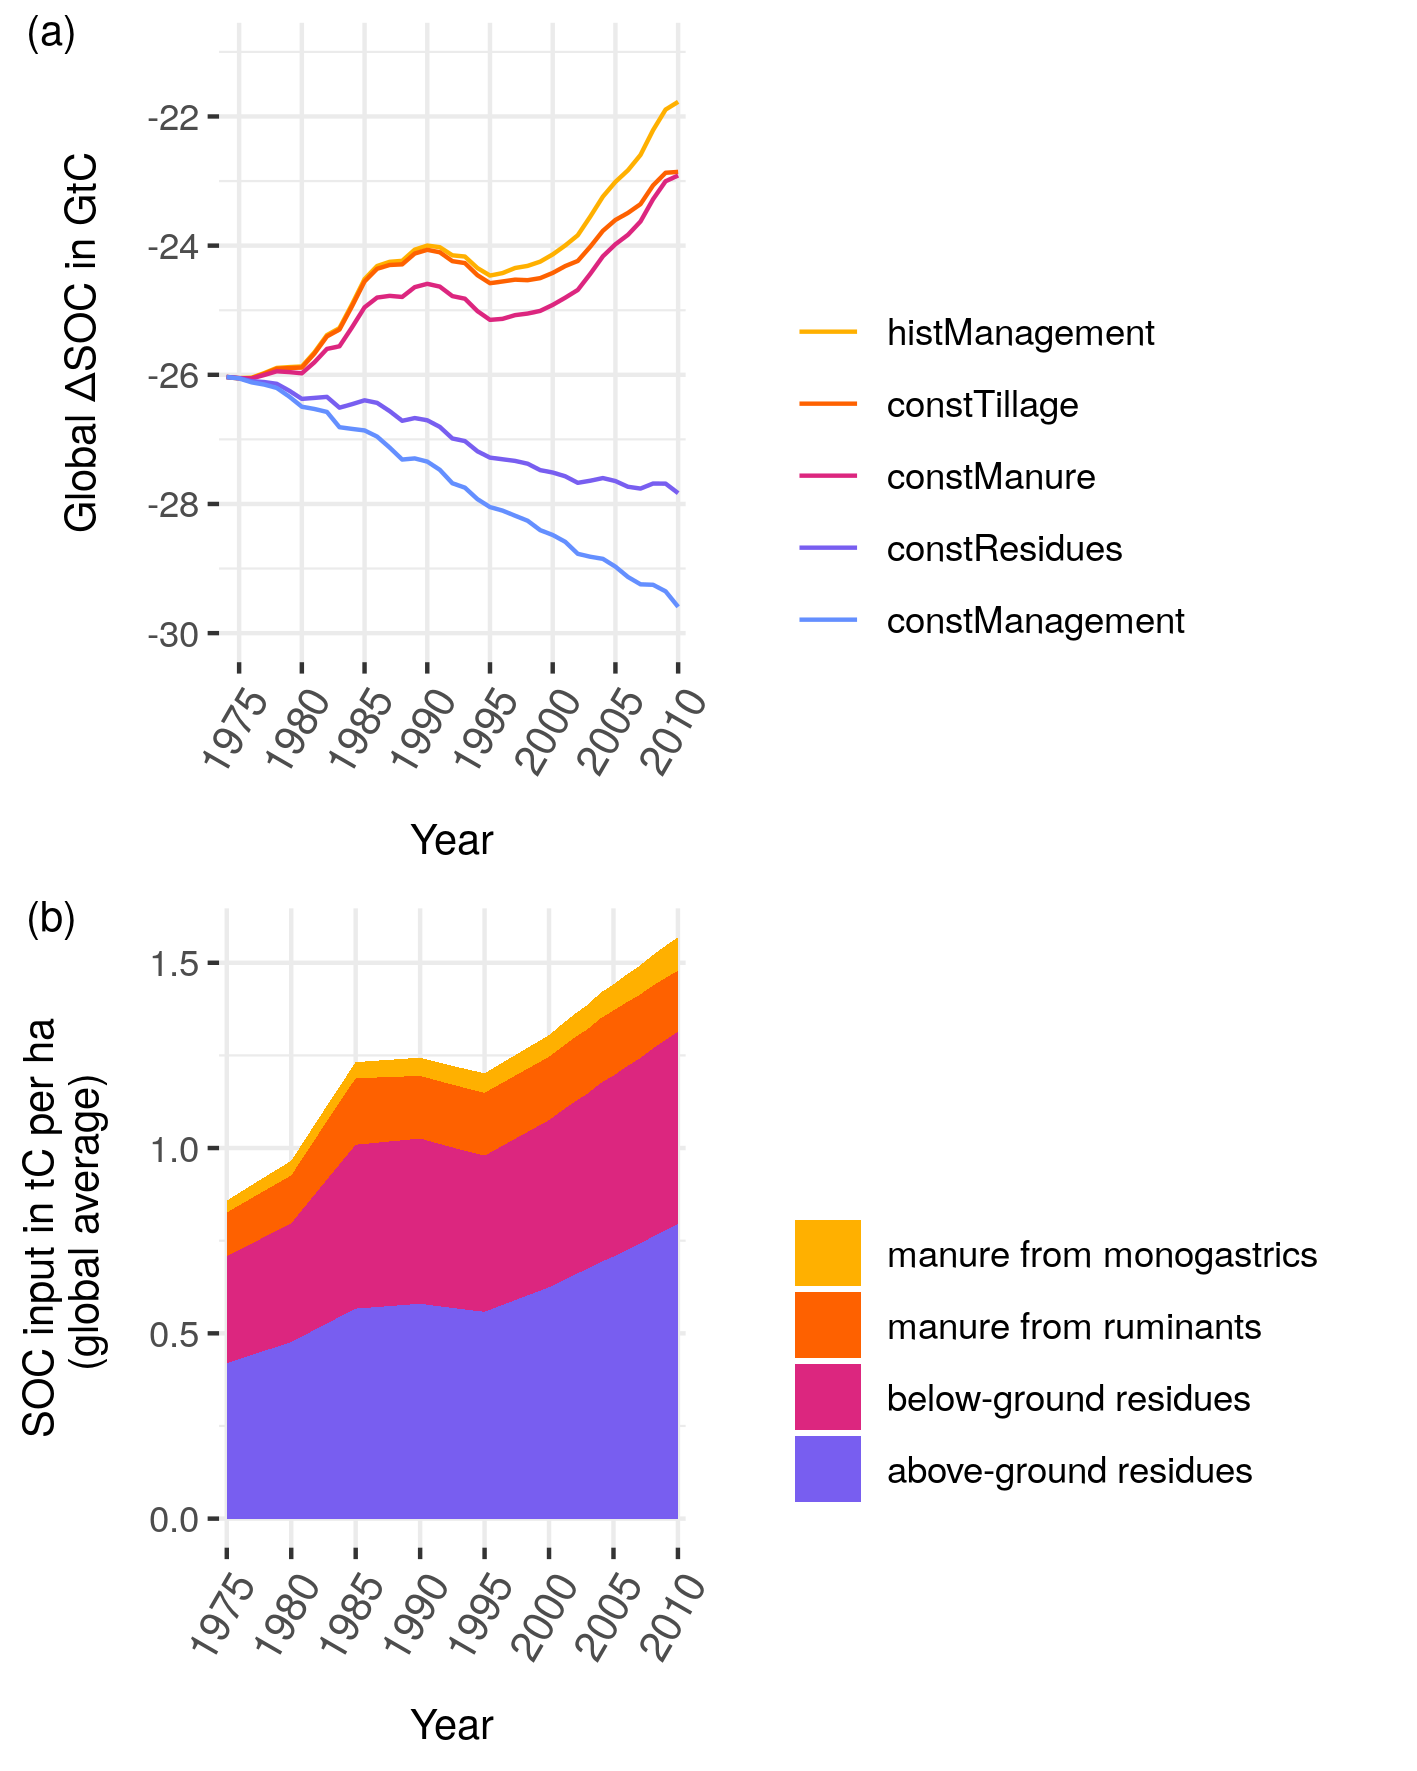 (a)
Global ΔSOC in GtC
-22
-24
-26
-28
-30
1975
1980
1985
1990
1995
2000
2005
2010
Year
histManagement
constTillage
constManure
constResidues
constManagement
(b)
SOC input in tC per ha
(global average)
1.5
1.0
0.5
0.0
1975
1980
1985
1990
1995
2000
2005
2010
Year
manure from monogastrics
manure from ruminants
below-ground residues
above-ground residues